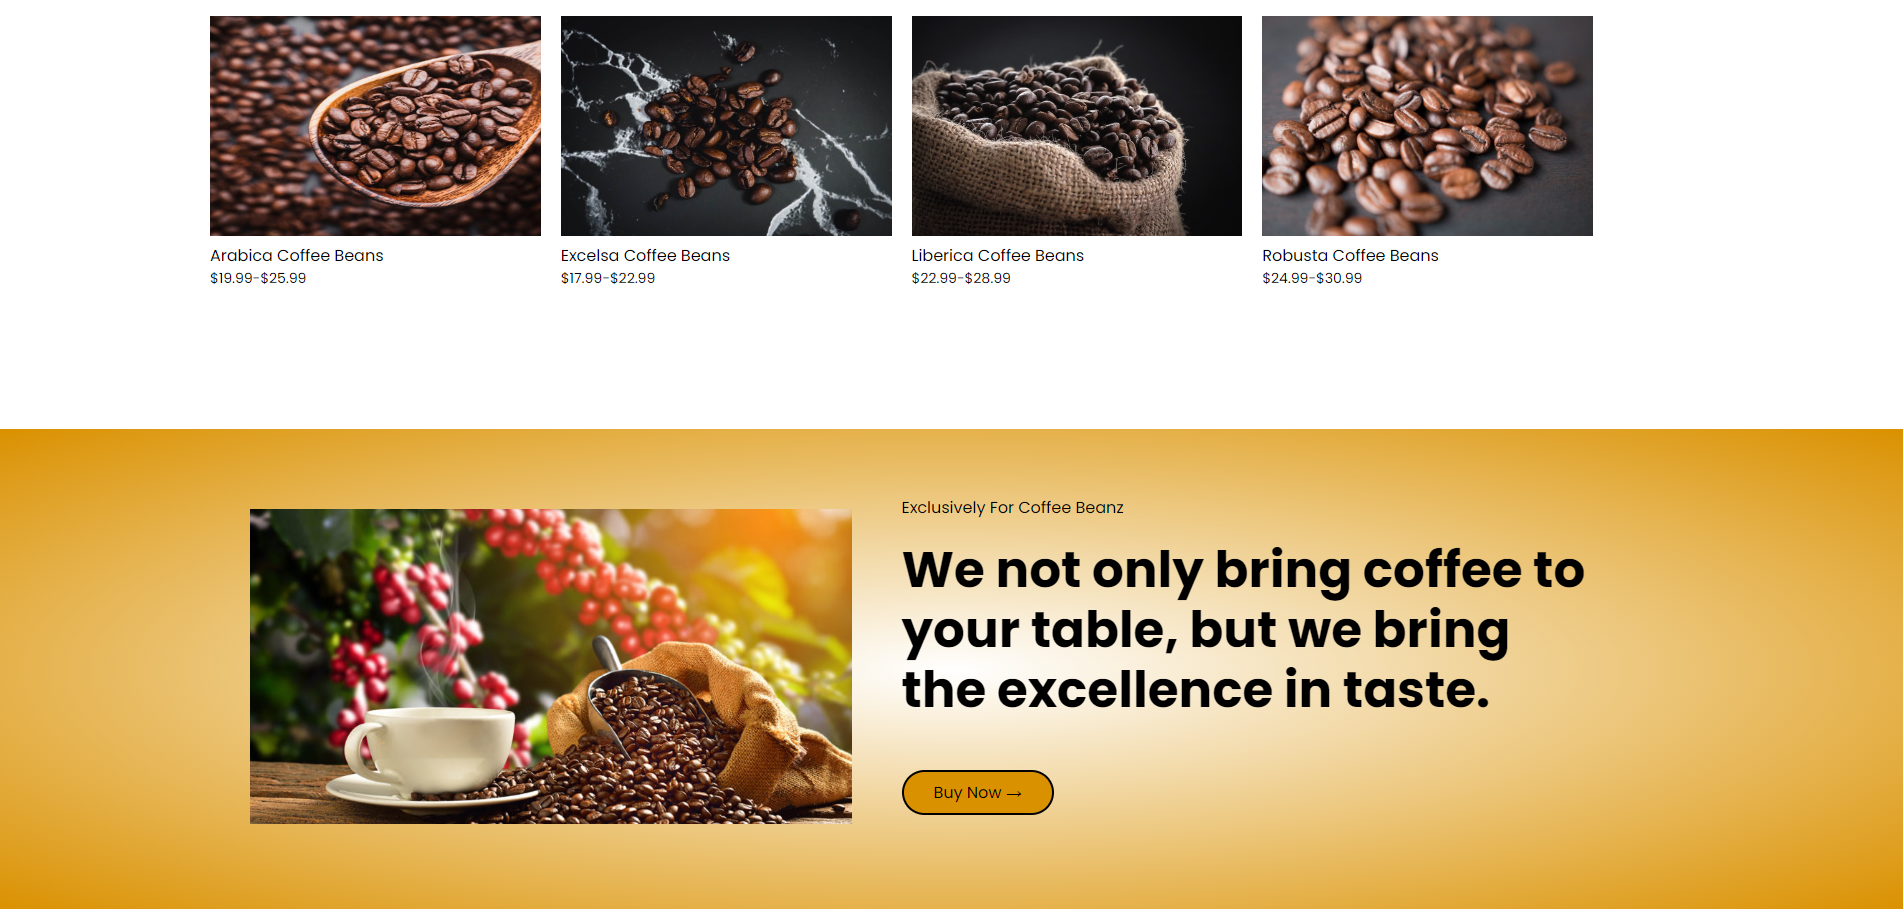 Arabica Coffee Beans
$19.99-$25.99
Excelsa Coffee Beans
$17.99-$22.99
Liberica Coffee Beans
$22.99-$28.99
Robusta Coffee Beans
$24.99-$30.99
Exclusively For Coffee Beanz
We not only bring coffee to
your table, but we bring
the excellence in taste.
Buy Now →